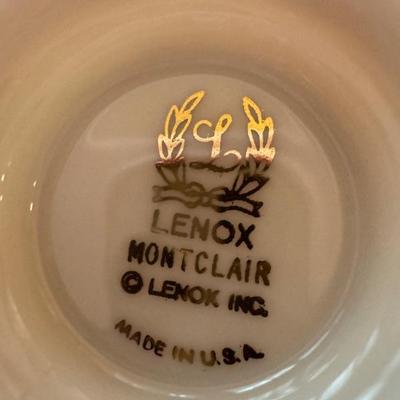 L
LENOX
MONTCLAIR
© LENOX INC.
MADE IN U.S.A.